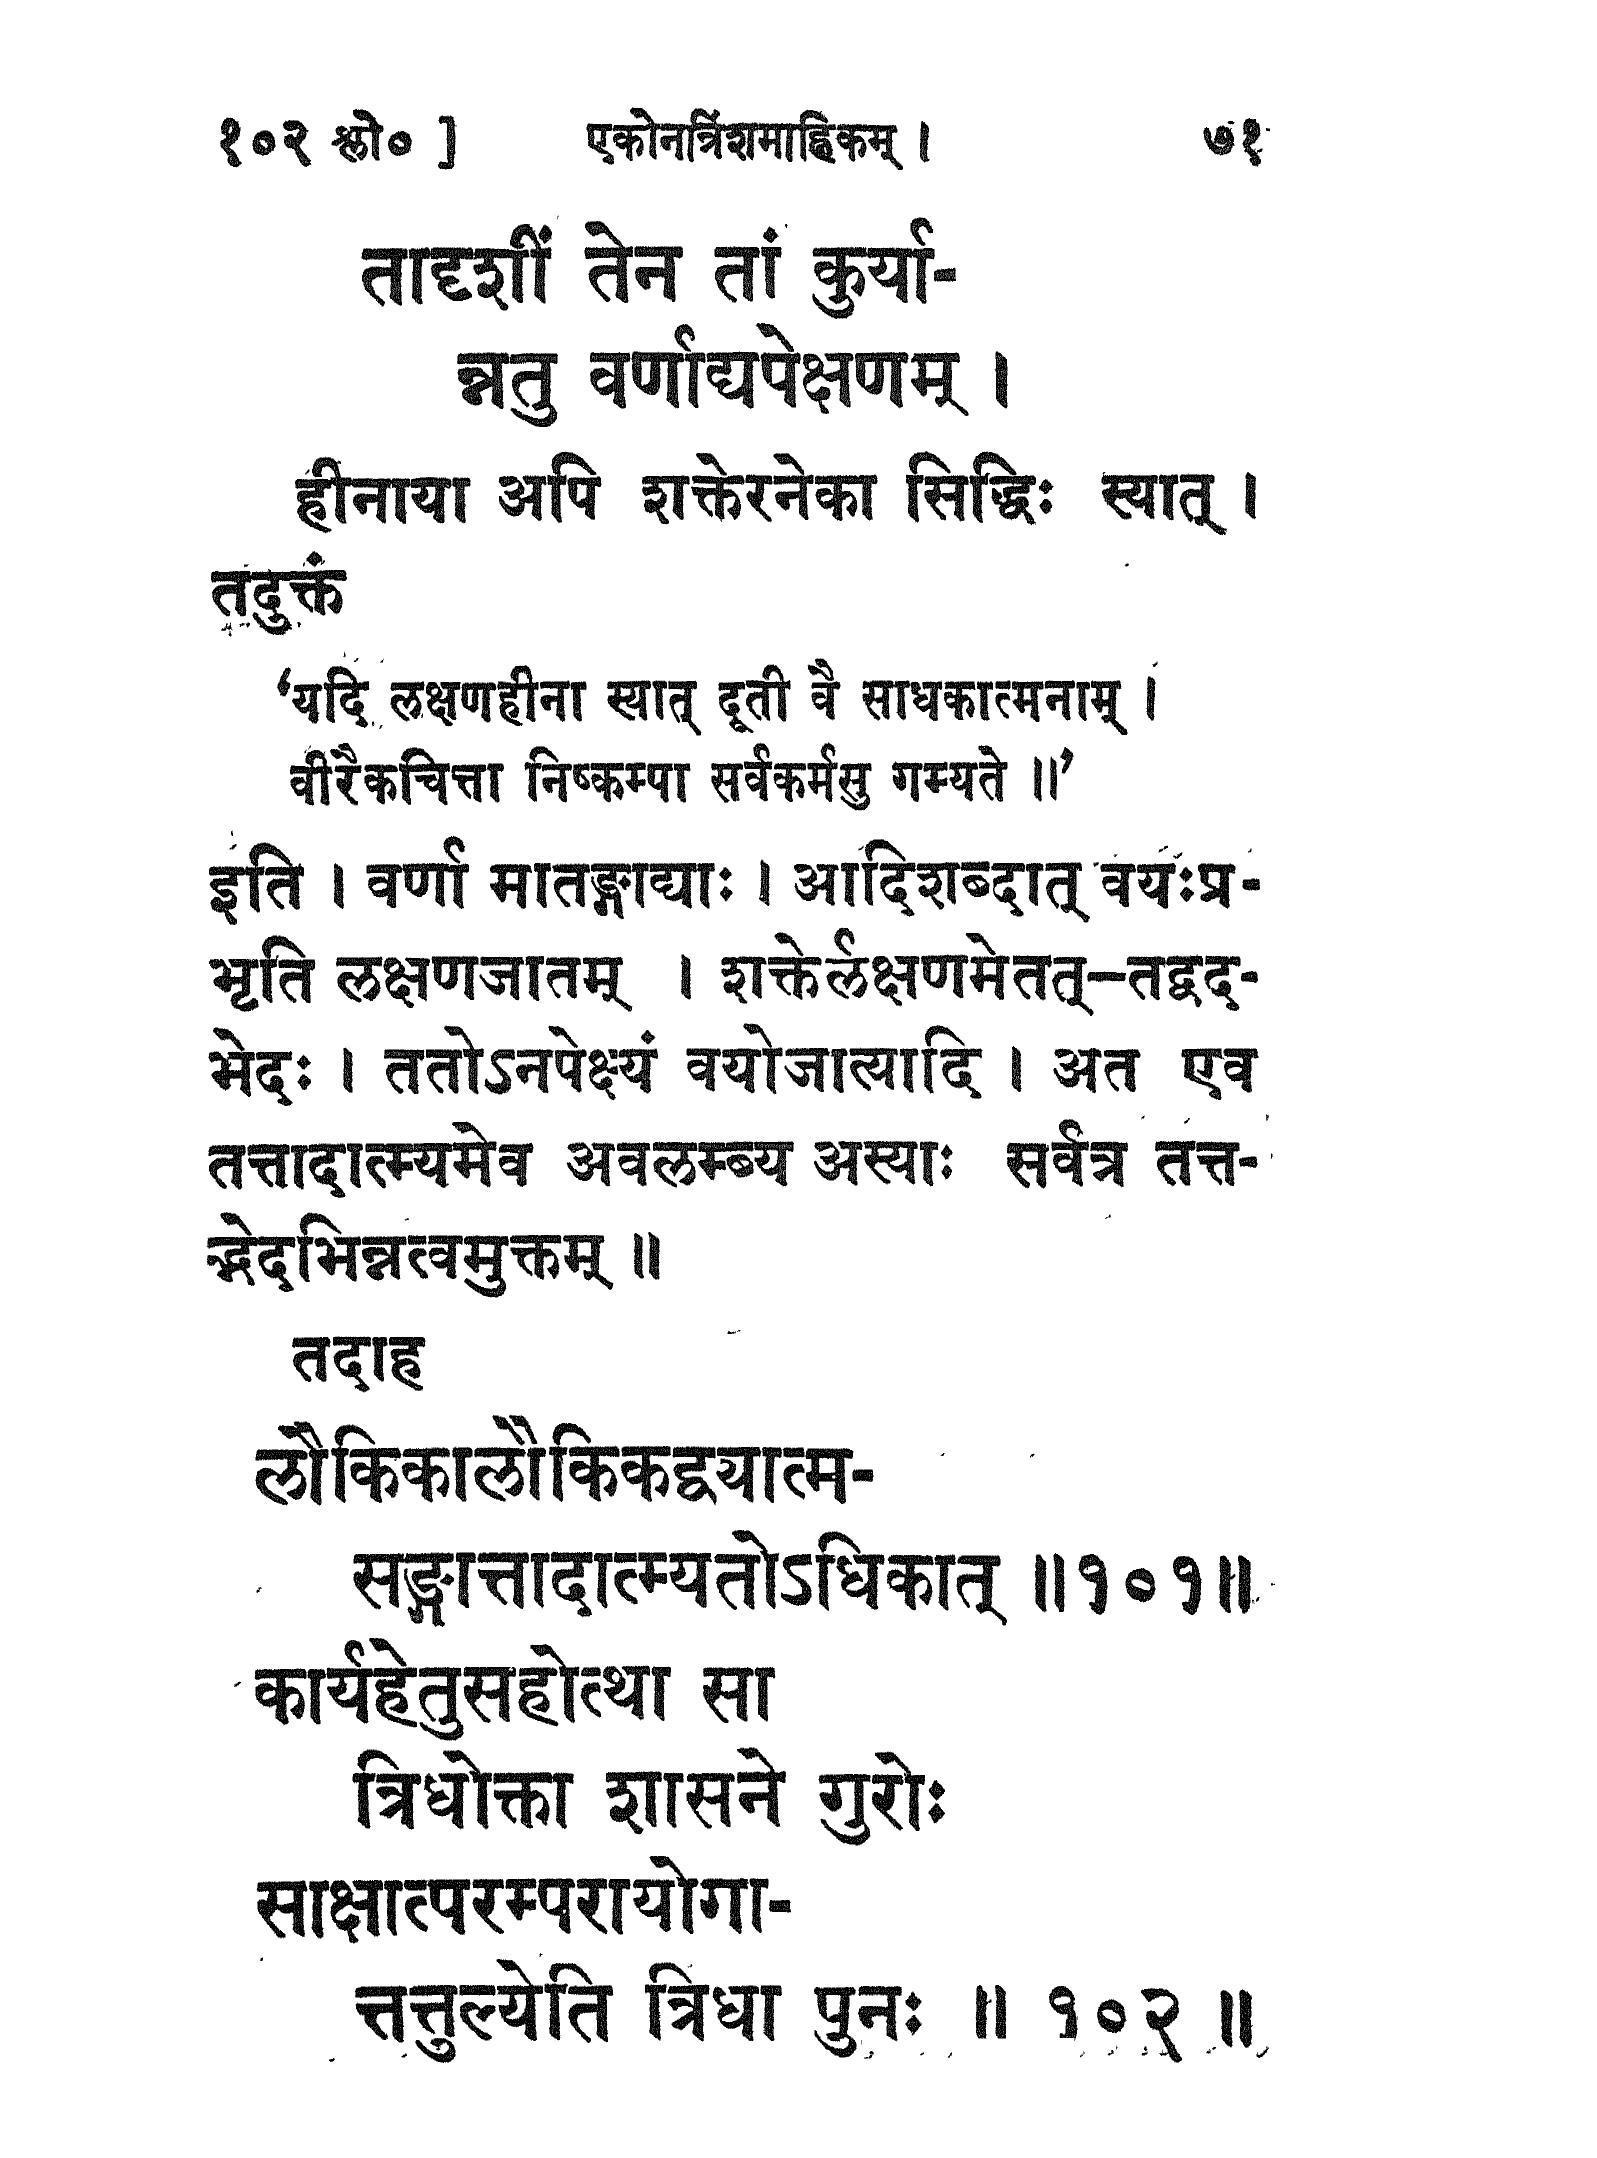 १०२ श्लो० ] एकोनत्रिंशमाह्निकम् । ७१
तादृशीं तेन तां कुर्या-
न्नतु वर्णाद्यपेक्षणम् ।
हीनाया अपि शक्तेरनेका सिद्धिः स्यात् ।
तदुक्तं
‘यदि लक्षणहीना स्यात् दूती वै साधकात्मनाम् ।
वीरैकचित्ता निष्कम्पा सर्वकर्मसु गम्यते ॥’
इति । वर्णा मातङ्गाद्याः । आदिशब्दात् वयःप्र-
भृति लक्षणजातम् । शक्तेर्लक्षणमेतत्—तद्वद-
भेदः । ततोऽनपेक्ष्यं वयोजात्यादि । अत एव
तत्तादात्म्यमेव अवलम्ब्य अस्याः सर्वत्र तत्त-
द्भेदभिन्नत्वमुक्तम् ॥
तदाह
लौकिकालौकिकद्वयात्म-
सङ्गात्तादात्म्यतोऽधिकात् ॥१०१॥
कार्यहेतुसहोत्था सा
त्रिधोक्ता शासने गुरोः
साक्षात्परम्परायोगा-
त्तत्तुल्येति त्रिधा पुनः ॥ १०२ ॥